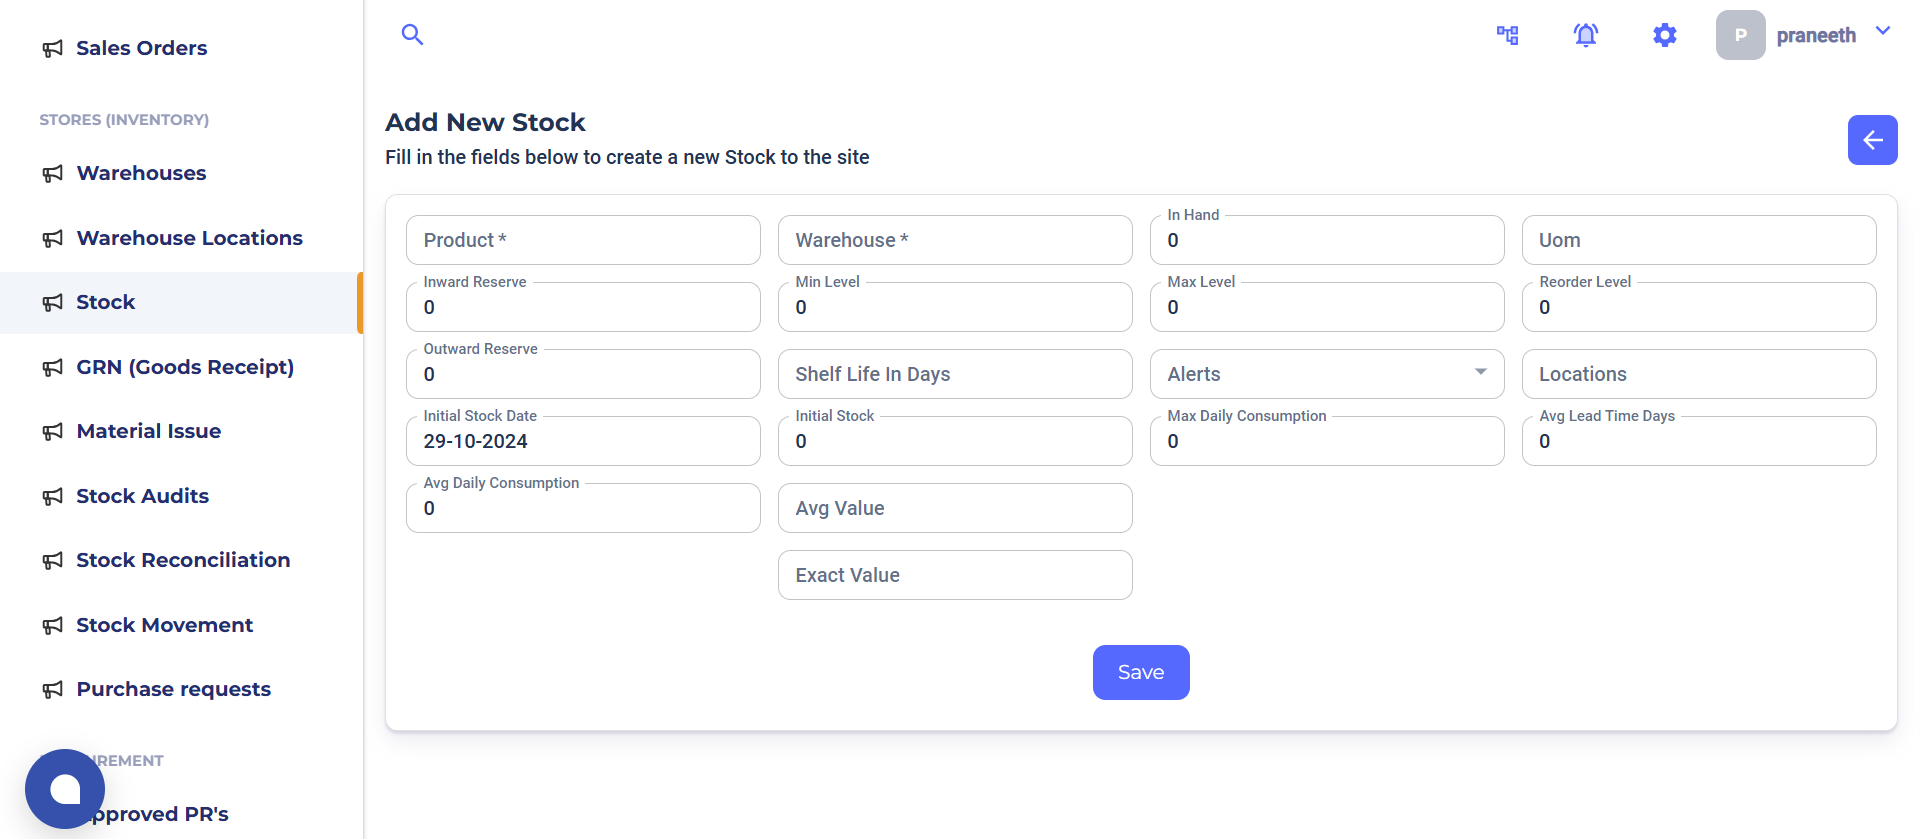 Sales Orders
STORES (INVENTORY)
Warehouses
Warehouse Locations
Stock
GRN (Goods Receipt)
Material Issue
Stock Audits
Stock Reconciliation
Stock Movement
Purchase requests
IREMENT
pproved PR's
P praneeth
Add New Stock
Fill in the fields below to create a new Stock to the site
Product *
Warehouse *
In Hand
0
Uom
Inward Reserve
0
Min Level
0
Max Level
0
Reorder Level
0
Outward Reserve
0
Shelf Life In Days
Alerts
Locations
Initial Stock Date
29-10-2024
Initial Stock
0
Max Daily Consumption
0
Avg Lead Time Days
0
Avg Daily Consumption
0
Avg Value
Exact Value
Save